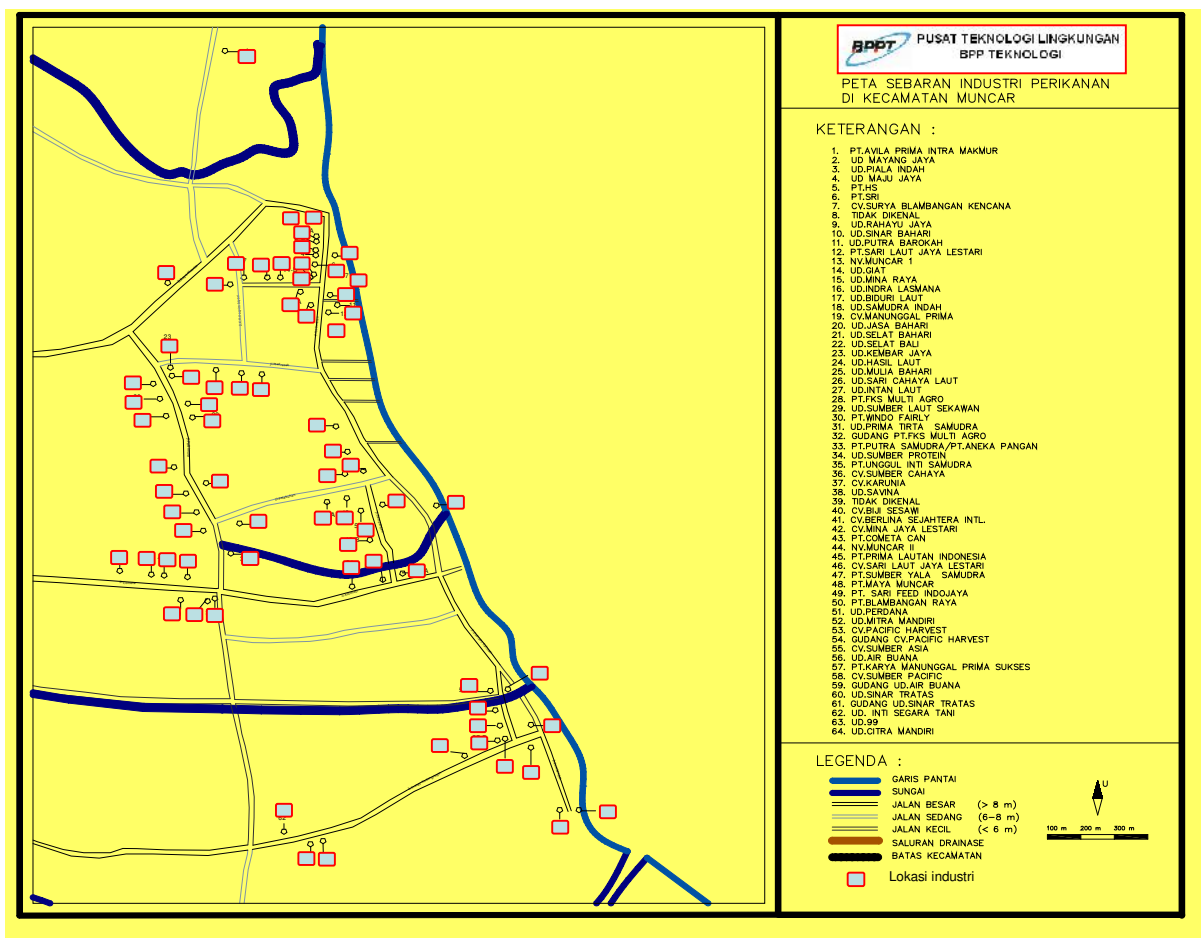 BPPT
PUSAT TEKNOLOGI LINGKUNGAN
BPP TEKNOLOGI
PETA SEBARAN INDUSTRI PERIKANAN
DI KECAMATAN MUNCAR
KETERANGAN :
1. PT.AVILA PRIMA INTRA MAKMUR
2. UD MAYANG JAYA
3. UD.PIALA INDAH
4. UD MAJU JAYA
5. PT.HS
6. PT.SRI
7. CV.SURYA BLAMBANGAN KENCANA
8. TIDAK DIKENAL
9. UD.RAHAYU JAYA
10. UD.SINAR BAHARI
11. UD.PUTRA BAROKAH
12. PT.SARI LAUT JAYA LESTARI
13. NV.MUNCAR 1
14. UD.GIAT
15. UD.MINA RAYA
16. UD.INDRA LASMANA
17. UD.BIDURI LAUT
18. UD.SAMUDRA INDAH
19. CV.MANUNGGAL PRIMA
20. UD.JASA BAHARI
21. UD.SELAT BAHARI
22. UD.SELAT BALI
23. UD.KEMBAR JAYA
24. UD.HASIL LAUT
25. UD.MULIA BAHARI
26. UD.SARI CAHAYA LAUT
27. UD.INTAN LAUT
28. PT.FKS MULTI AGRO
29. UD.SUMBER LAUT SEKAWAN
30. PT.WINDO FAIRLY
31. UD.PRIMA TIRTA SAMUDRA
32. GUDANG PT.FKS MULTI AGRO
33. PT.PUTRA SAMUDRA/PT.ANEKA PANGAN
34. UD.SUMBER PROTEIN
35. PT.UNGGUL INTI SAMUDRA
36. CV.SUMBER CAHAYA
37. CV.KARUNIA
38. UD.SAVINA
39. TIDAK DIKENAL
40. CV.BIJI SESAWI
41. CV.BERLINA SEJAHTERA INTL.
42. CV.MINA JAYA LESTARI
43. PT.COMETA CAN
44. NV.MUNCAR II
45. PT.PRIMA LAUTAN INDONESIA
46. CV.SARI LAUT JAYA LESTARI
47. PT.SUMBER YALA SAMUDRA
48. PT.MAYA MUNCAR
49. PT. SARI FEED INDOJAYA
50. PT.BLAMBANGAN RAYA
51. UD.PERDANA
52. UD.MITRA MANDIRI
53. CV.PACIFIC HARVEST
54. GUDANG CV.PACIFIC HARVEST
55. CV.SUMBER ASIA
56. UD.AIR BUANA
57. PT.KARYA MANUNGGAL PRIMA SUKSES
58. CV.SUMBER PACIFIC
59. GUDANG UD.AIR BUANA
60. UD.SINAR TRATAS
61. GUDANG UD.SINAR TRATAS
62. UD. INTI SEGARA TANI
63. UD.99
64. UD.CITRA MANDIRI
LEGENDA :
GARIS PANTAI
SUNGAI
JALAN BESAR (> 8 m)
JALAN SEDANG (6-8 m)
JALAN KECIL (< 6 m)
SALURAN DRAINASE
BATAS KECAMATAN
Lokasi industri
U
100 m 200 m 300 m
23